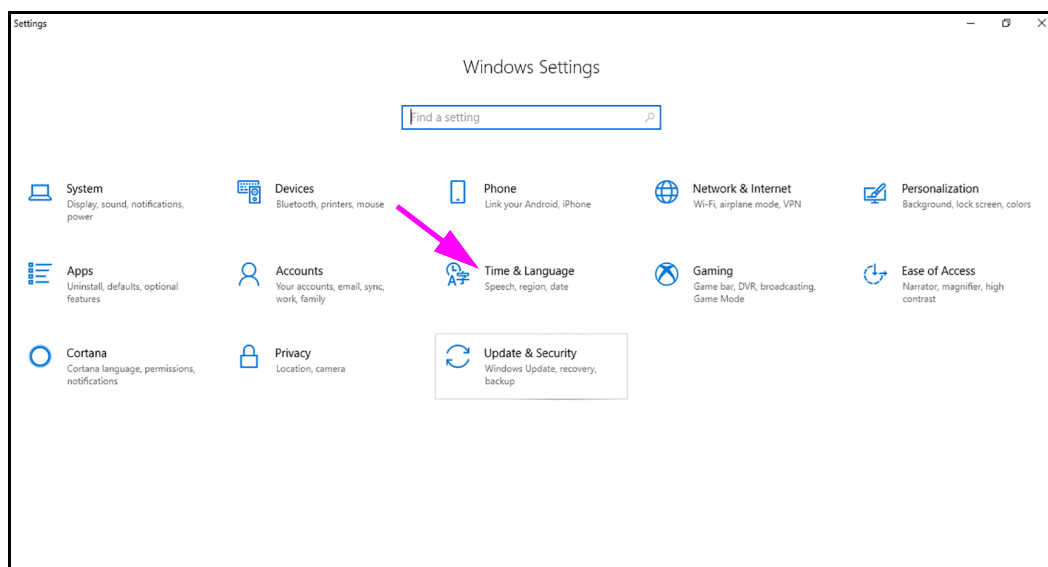 Settings
Windows Settings
Find a setting
System
Display, sound, notifications,
power
Devices
Bluetooth, printers, mouse
Phone
Link your Android, iPhone
Network & Internet
Wi-Fi, airplane mode, VPN
Personalization
Background, lock screen, colors
Apps
Uninstall, defaults, optional
features
Accounts
Your accounts, email, sync,
work, family
Time & Language
Speech, region, date
Gaming
Game bar, DVR, broadcasting,
Game Mode
Ease of Access
Narrator, magnifier, high
contrast
Cortana
Cortana language, permissions,
notifications
Privacy
Location, camera
Update & Security
Windows Update, recovery,
backup